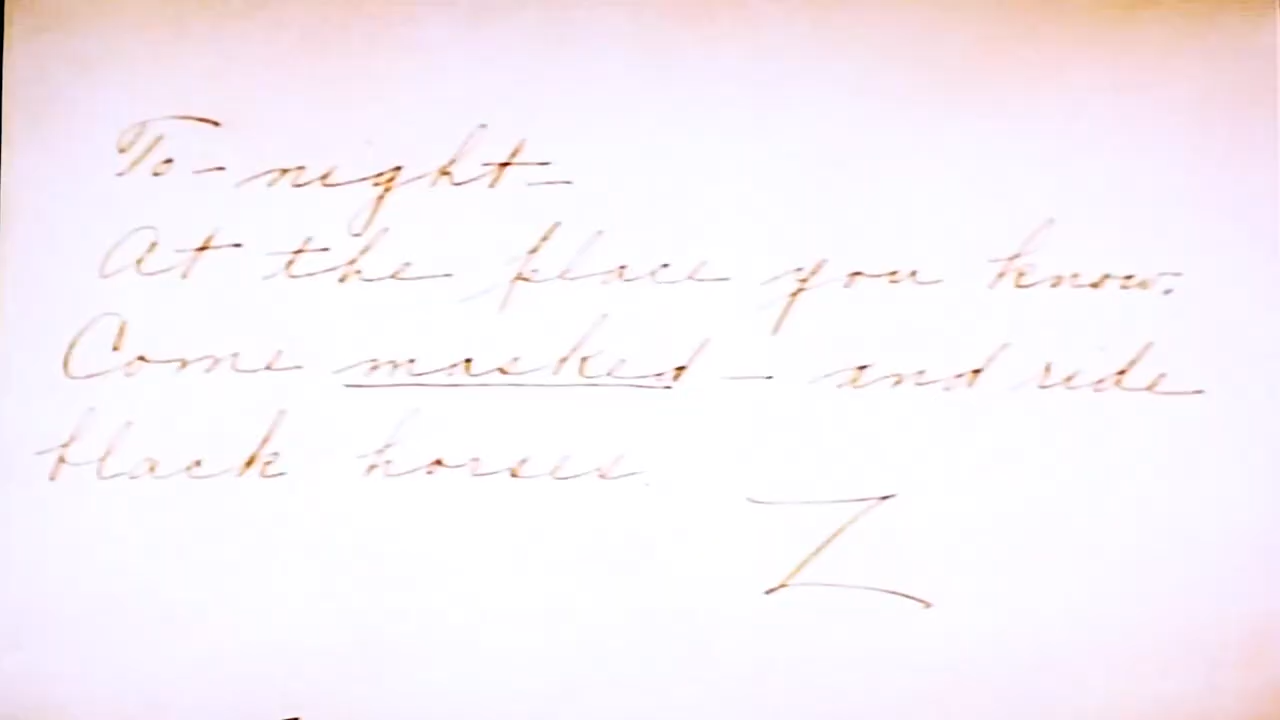 To-night-
At the place you know.
Come masked - and ride
black horses.
Z